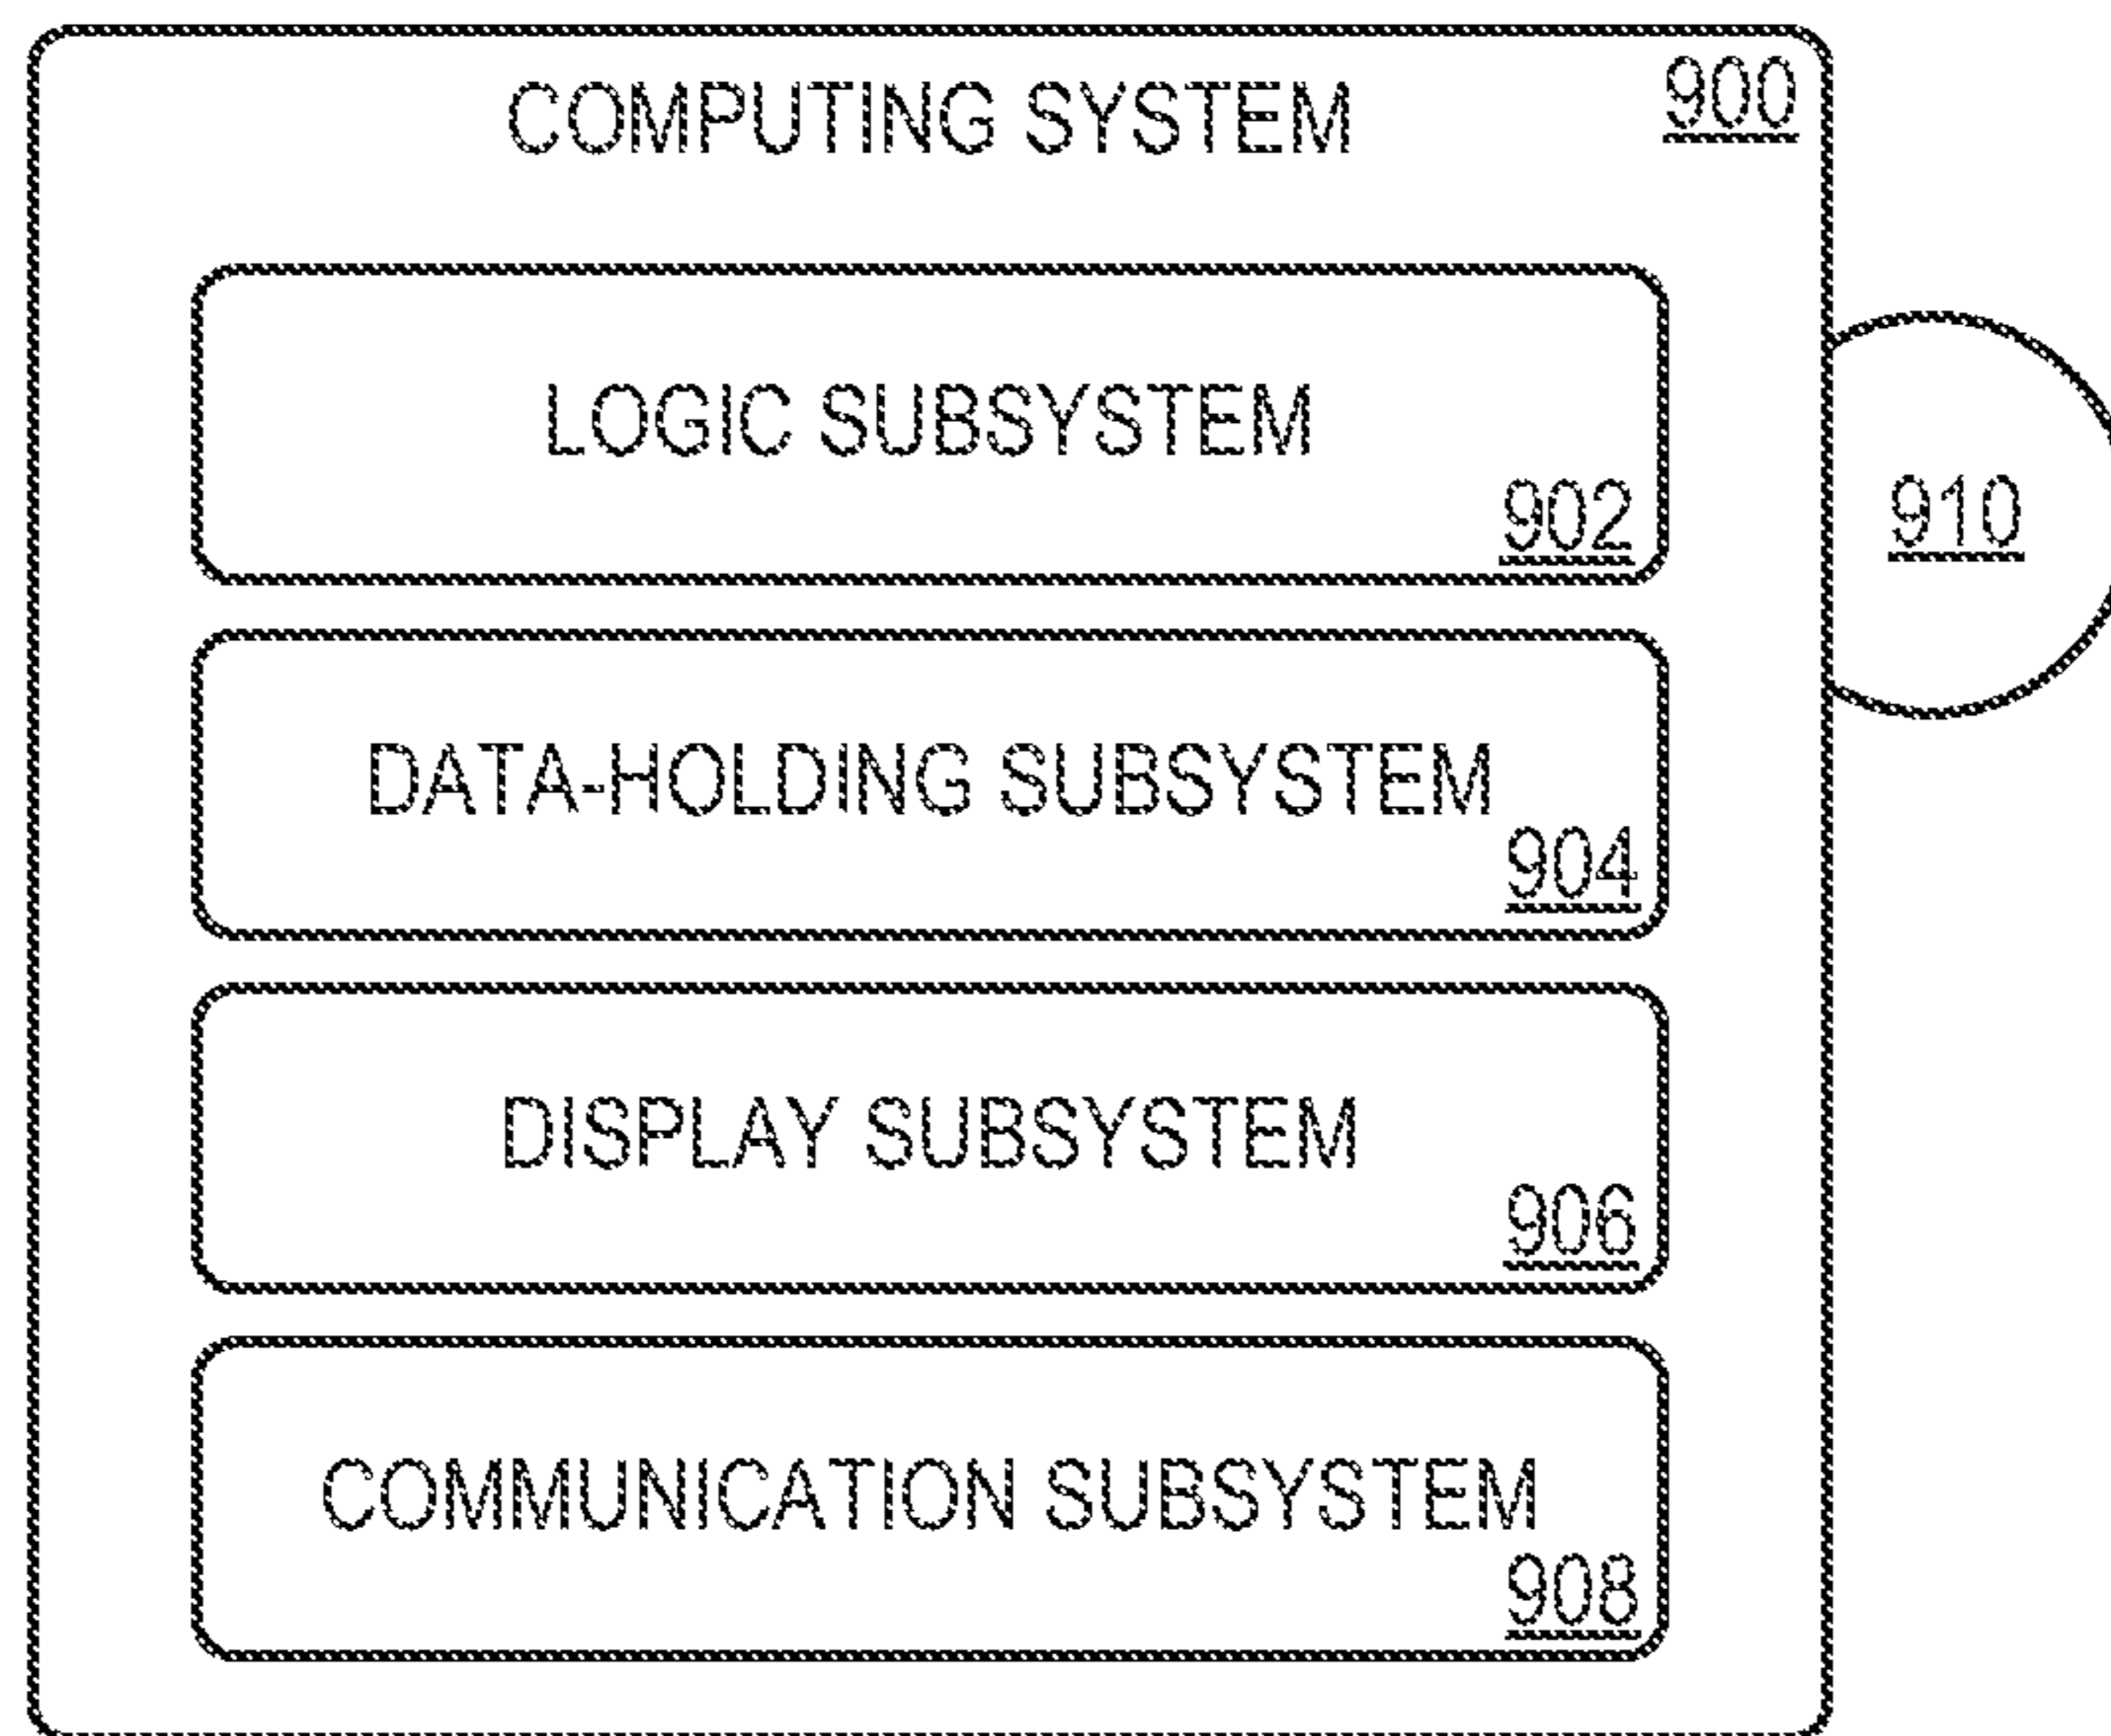 COMPUTING SYSTEM 900
LOGIC SUBSYSTEM
902
910
DATA-HOLDING SUBSYSTEM
904
DISPLAY SUBSYSTEM
906
COMMUNICATION SUBSYSTEM
908